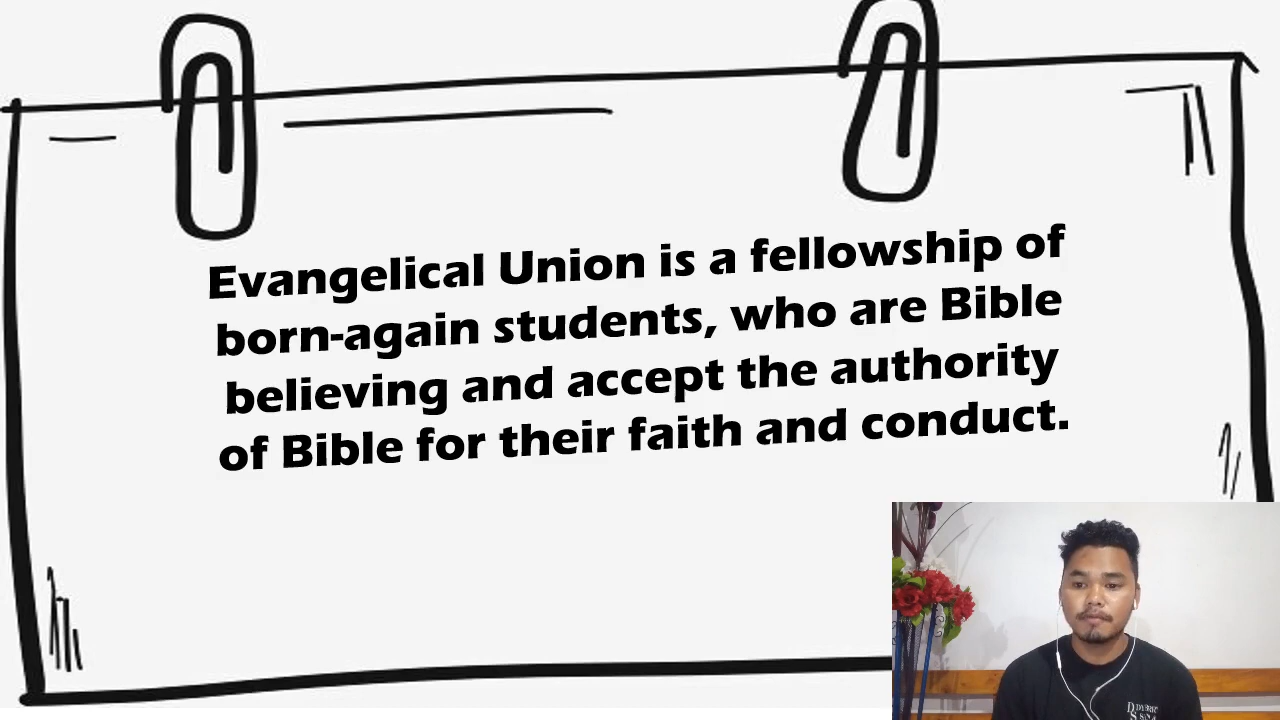 Evangelical Union is a fellowship of
born-again students, who are Bible
believing and accept the authority
of Bible for their faith and conduct.